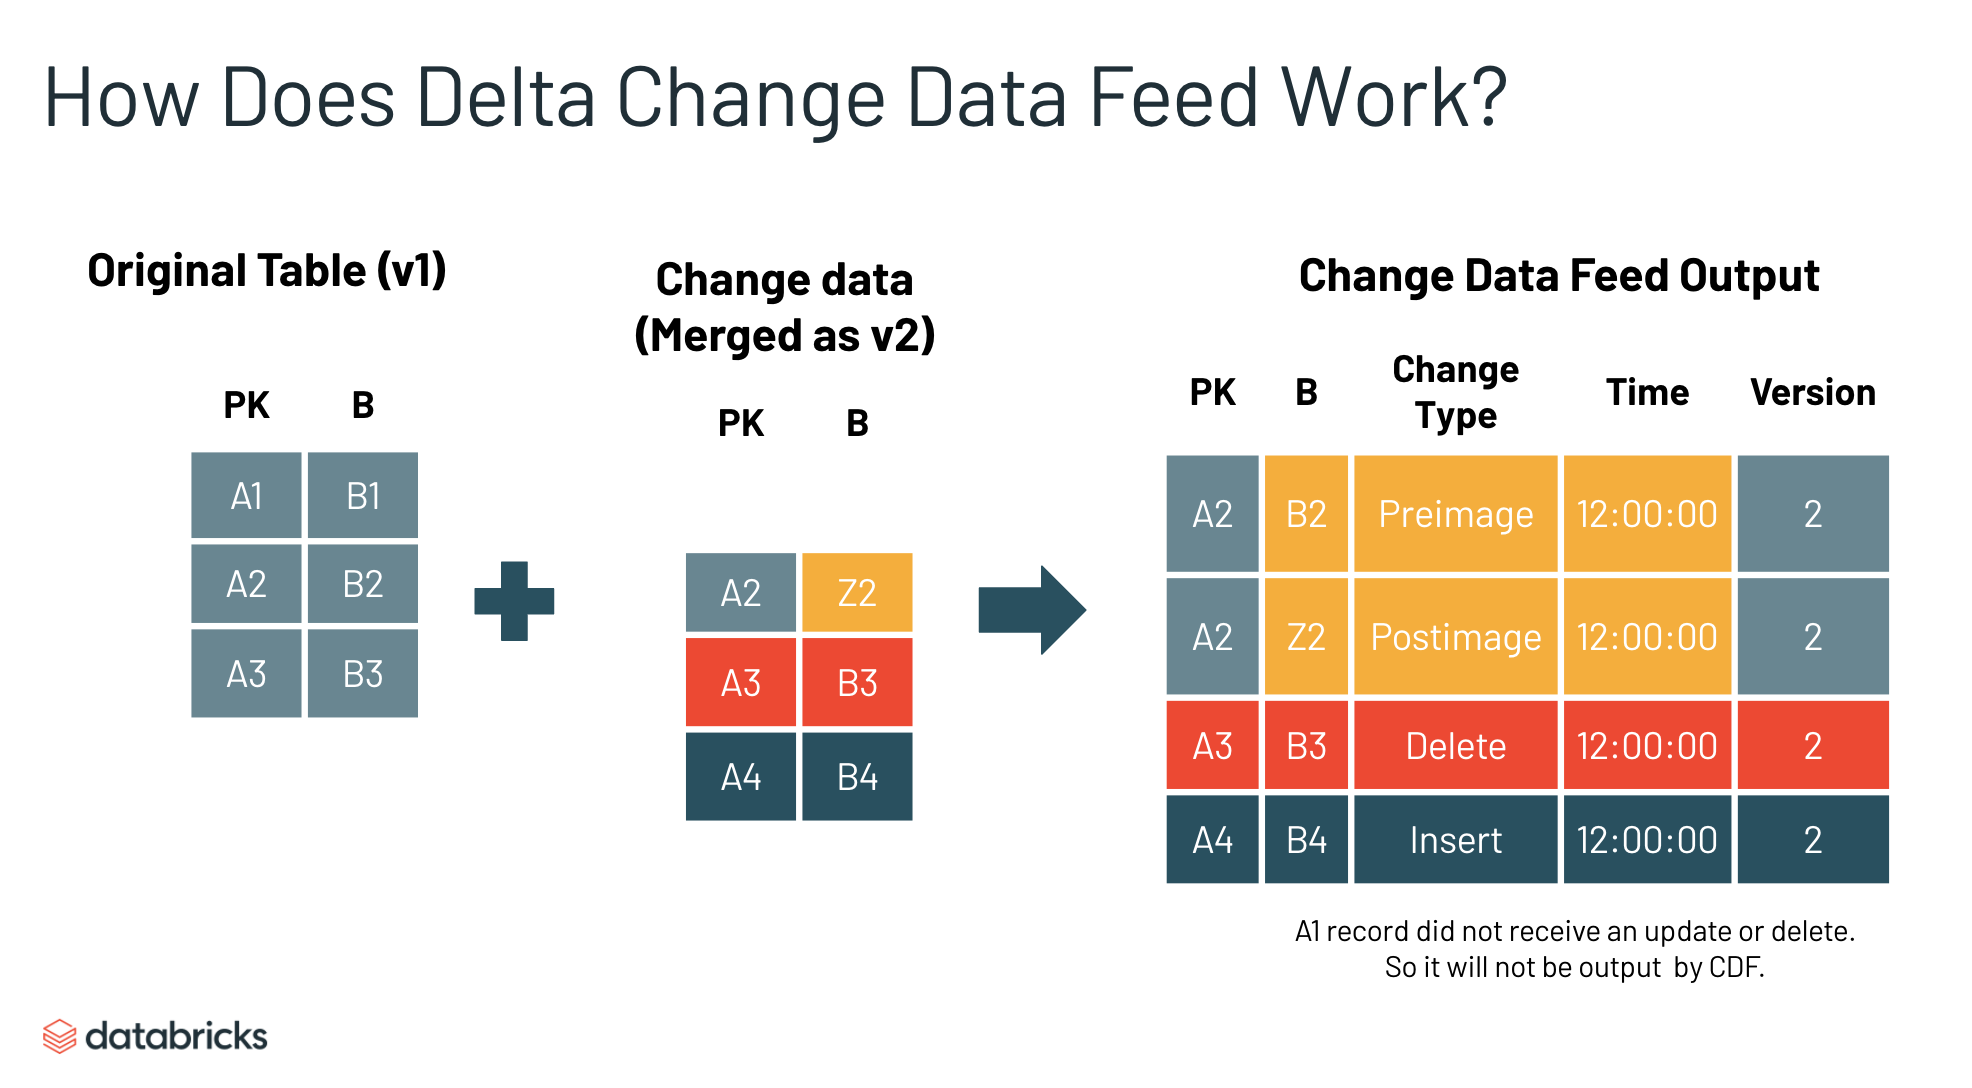 How Does Delta Change Data Feed Work?
Original Table (v1)
PK B
A1 B1
A2 B2
A3 B3
Change data
(Merged as v2)
PK B
A2 Z2
A3 B3
A4 B4
Change Data Feed Output
PK B Change Type Time Version
A2 B2 Preimage 12:00:00 2
A2 Z2 Postimage 12:00:00 2
A3 B3 Delete 12:00:00 2
A4 B4 Insert 12:00:00 2
A1 record did not receive an update or delete.
So it will not be output by CDF.
databricks